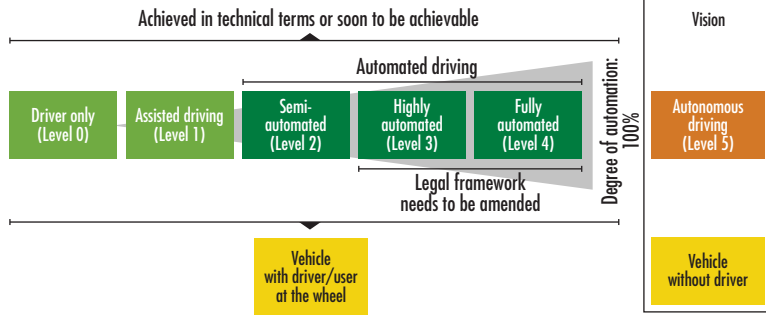 Achieved in technical terms or soon to be achievable
Vision
Automated driving
Driver only
(Level 0)
Assisted driving
(Level 1)
Semi-
automated
(Level 2)
Highly
automated
(Level 3)
Fully
automated
(Level 4)
Degree of automation:
100%
Autonomous
driving
(Level 5)
Legal framework
needs to be amended
Vehicle
with driver/user
at the wheel
Vehicle
without driver